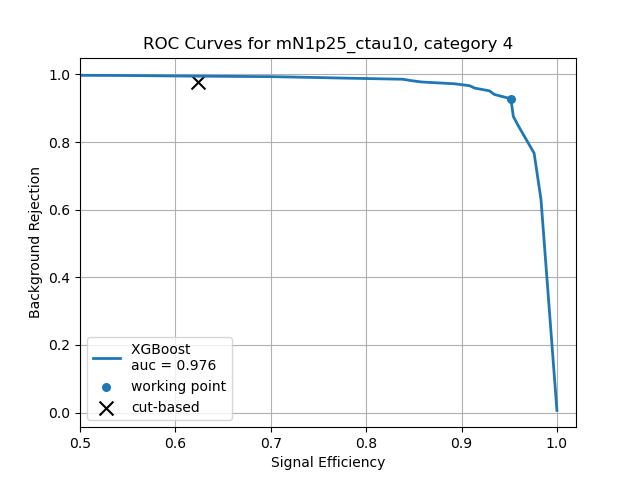 ROC Curves for mN1p25_ctau10, category 4
1.0
0.8
0.6
0.4
0.2
0.0
Background Rejection
XGBoost
auc = 0.976
working point
cut-based
0.5
0.6
0.7
0.8
0.9
1.0
Signal Efficiency